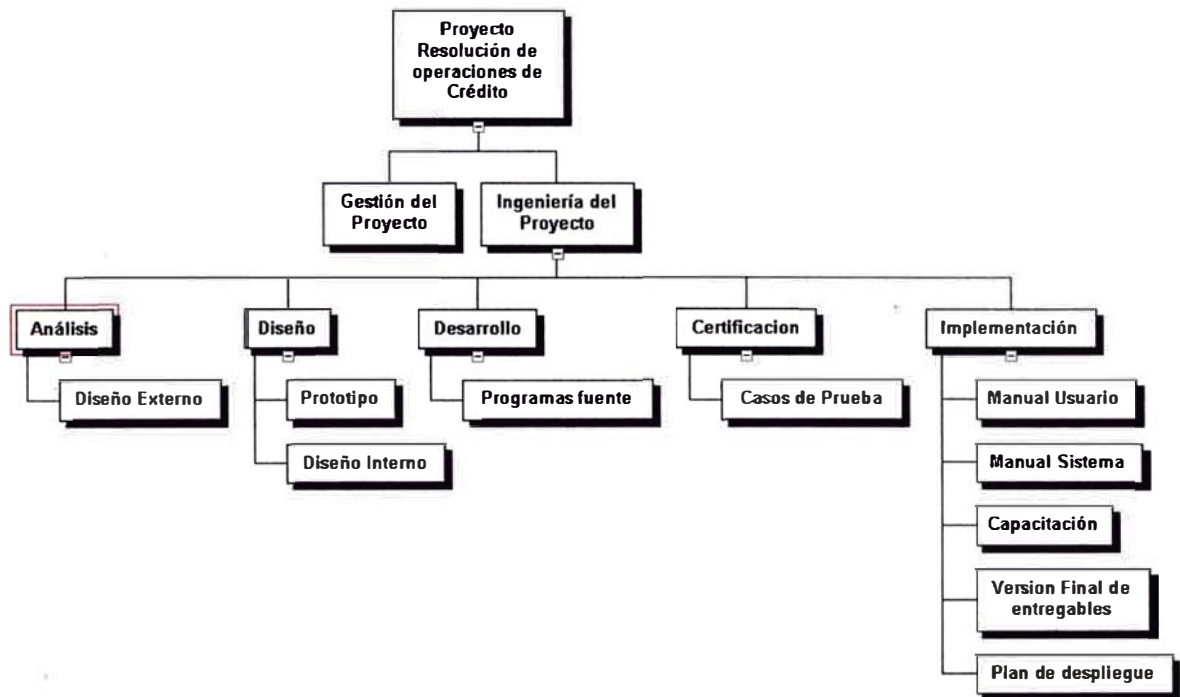 Proyecto
Resolución de
operaciones de
Crédito
Gestión del
Proyecto
Ingeniería del
Proyecto
Análisis
Diseño
Desarrollo
Certificacion
Implementación
Diseño Externo
Prototipo
Diseño Interno
Programas fuente
Casos de Prueba
Manual Usuario
Manual Sistema
Capacitación
Version Final de
entregables
Plan de despliegue